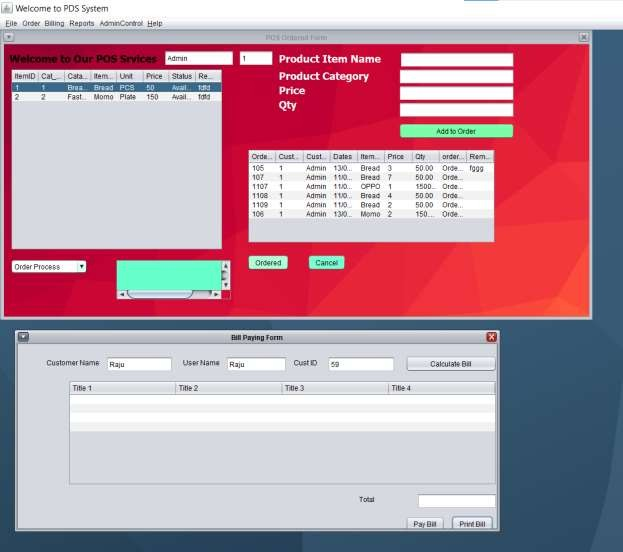 Welcome to PDS System
File Order Billing Reports AdminControl Help
POS Ordered Form
Welcome to Our POS Srvices Admin 1 Product Item Name
Product Category
Price
Qty
Add to Order
ItemID Cat_... Cata... Item... Unit Price Status Re...
1 1 Brea... Bread PCS 50 Avail... fdfd
2 2 Fast... Momo Plate 150 Avail... fdfd
Orde... Cust... Cust... Dates Item... Price Qty order... Rem...
105 1 Admin 13/0... Bread 3 50.00 Orde... fggg
107 1 Admin 11/0... Bread 7 50.00 Orde...
1107 1 Admin 11/0... OPPO 1 1500... Orde...
1108 1 Admin 11/0... Bread 4 50.00 Orde...
1109 1 Admin 11/0... Bread 2 50.00 Orde...
106 1 Admin 13/0... Momo 2 150.... Orde...
Order Process
Ordered Cancel
Bill Paying Form
Customer Name Raju User Name Raju Cust ID 59 Calculate Bill
Title 1 Title 2 Title 3 Title 4
Total
Pay Bill Print Bill